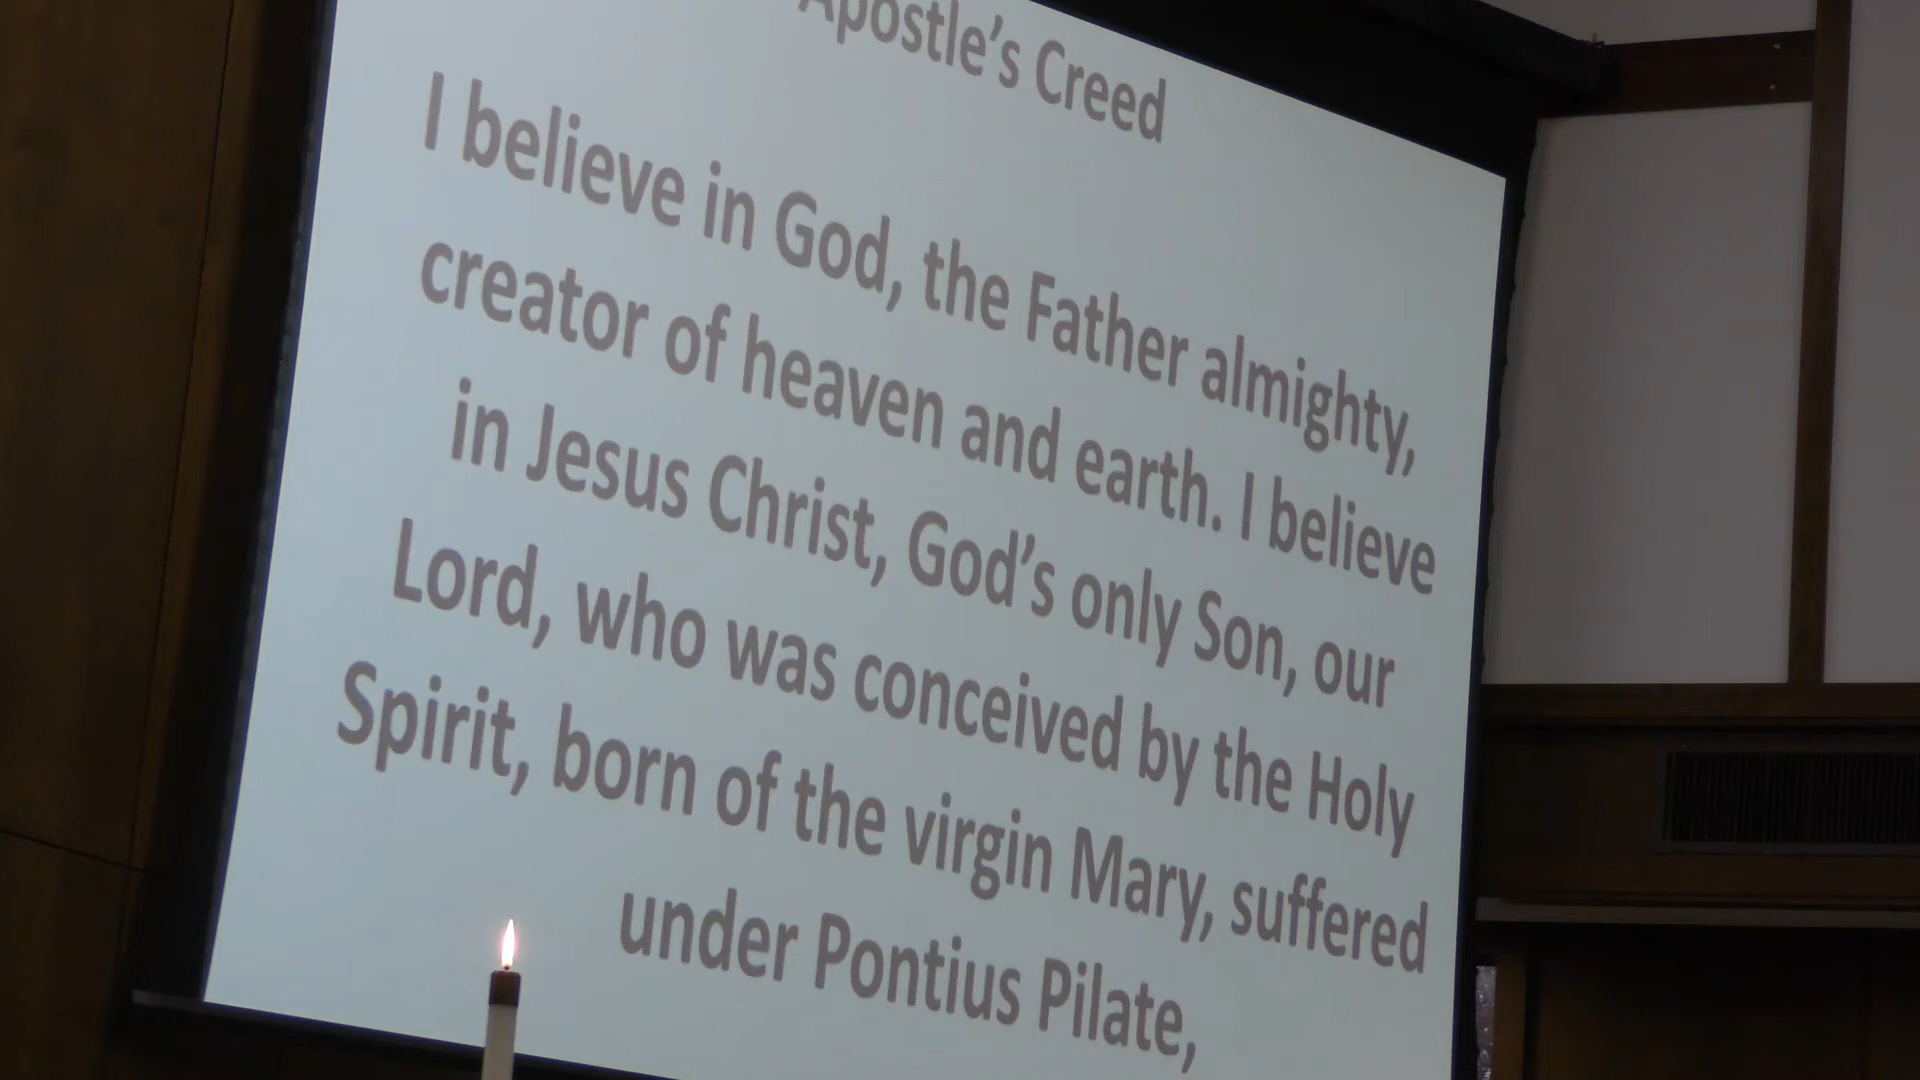 Apostle's Creed
I believe in God, the Father almighty,
creator of heaven and earth. I believe
in Jesus Christ, God's only Son, our
Lord, who was conceived by the Holy
Spirit, born of the virgin Mary, suffered
under Pontius Pilate,